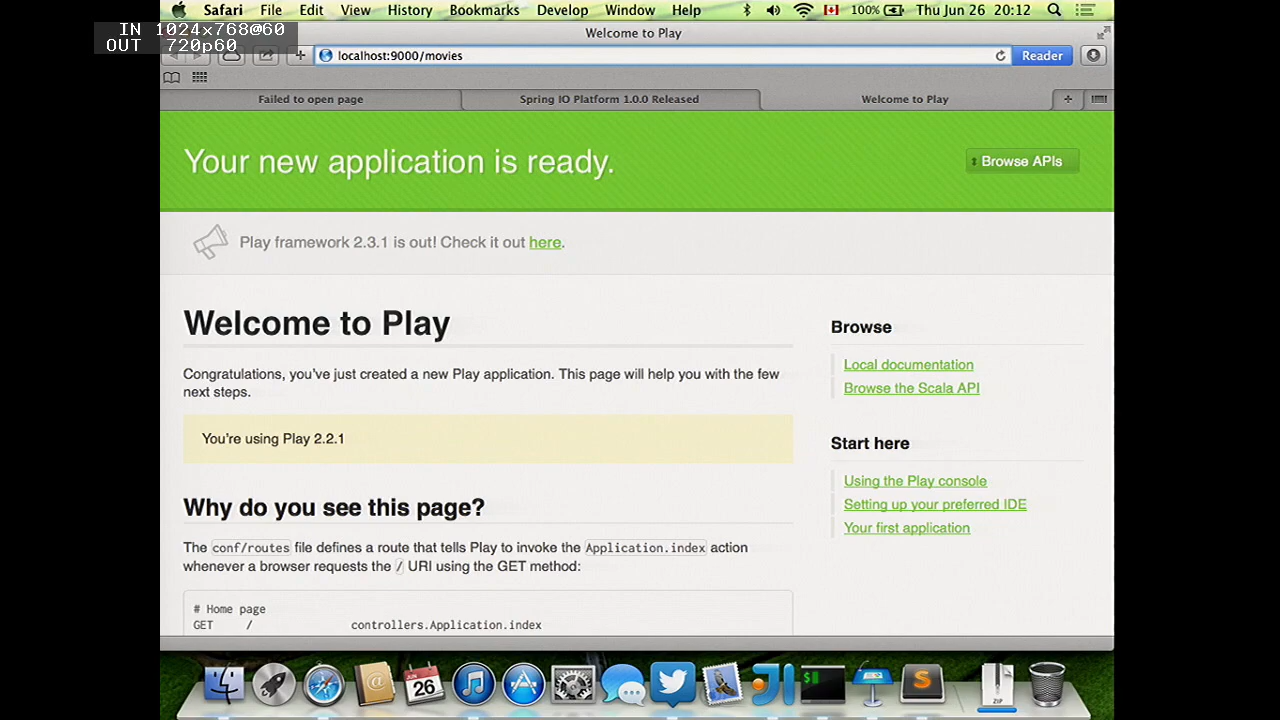 IN 1024x768@60
OUT 720p60
Safari File Edit View History Bookmarks Develop Window Help 100% Thu Jun 26 20:12
Welcome to Play
localhost:9000/movies Reader
Failed to open page Spring IO Platform 1.0.0 Released Welcome to Play
Your new application is ready. Browse APIs
Play framework 2.3.1 is out! Check it out here.
Welcome to Play
Congratulations, you've just created a new Play application. This page will help you with the few
next steps.
You're using Play 2.2.1
Why do you see this page?
The conf/routes file defines a route that tells Play to invoke the Application.index action
whenever a browser requests the / URI using the GET method:
# Home page
GET / controllers.Application.index
Browse
Local documentation
Browse the Scala API
Start here
Using the Play console
Setting up your preferred IDE
Your first application
JUN
26
JI
$
S
ZIP